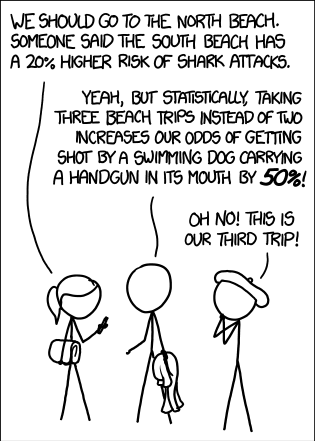 WE SHOULD GO TO THE NORTH BEACH.
SOMEONE SAID THE SOUTH BEACH HAS
A 20% HIGHER RISK OF SHARK ATTACKS.
YEAH, BUT STATISTICALLY, TAKING
THREE BEACH TRIPS INSTEAD OF TWO
INCREASES OUR ODDS OF GETTING
SHOT BY A SWIMMING DOG CARRYING
A HANDGUN IN ITS MOUTH BY 50%!
OH NO! THIS IS
OUR THIRD TRIP!